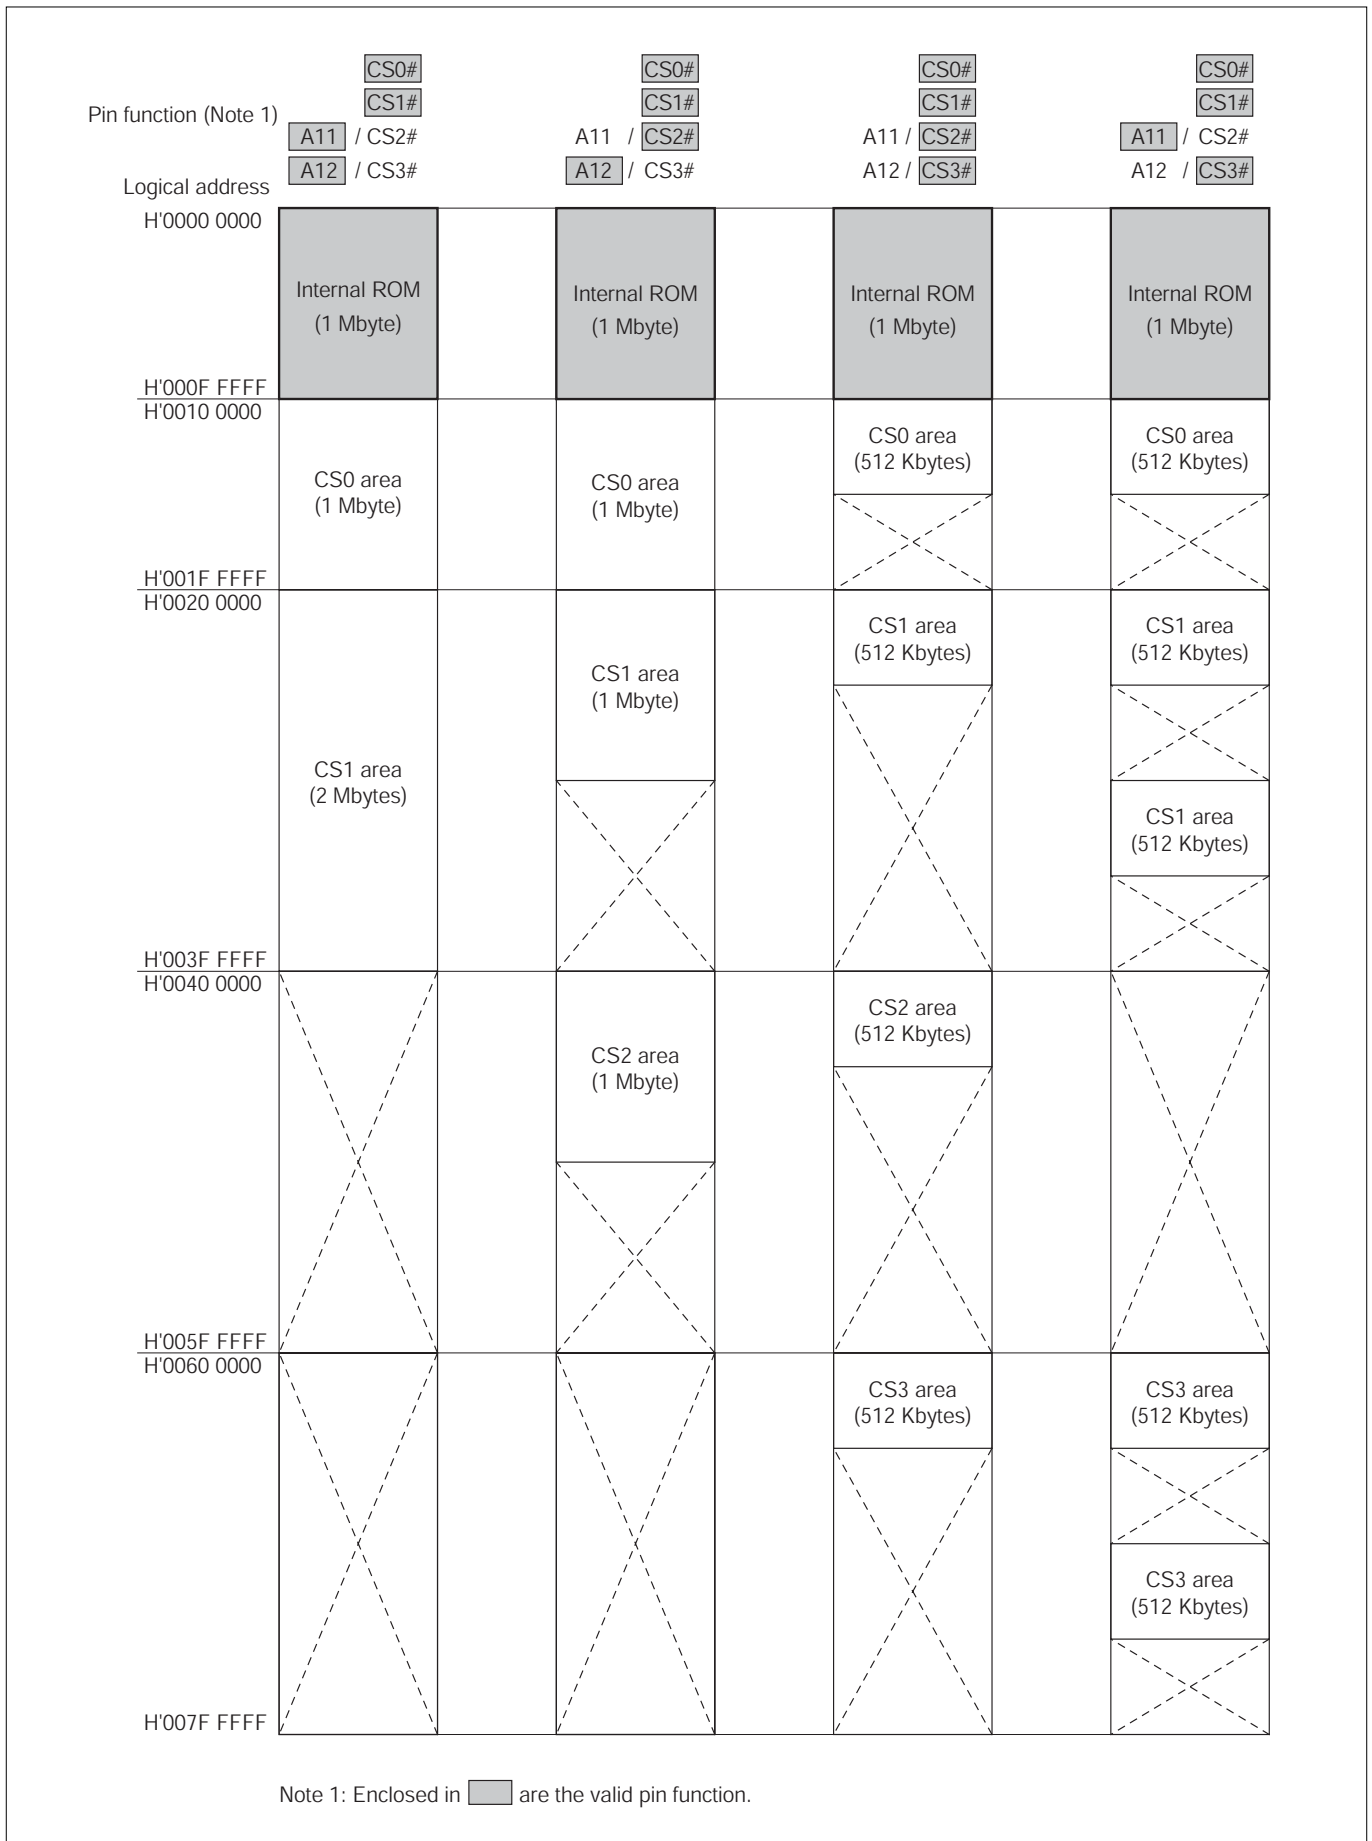 CS0# CS0# CS0# CS0#
CS1# CS1# CS1# CS1#
Pin function (Note 1)
A11 / CS2# A11 / CS2# A11 / CS2# A11 / CS2#
A12 / CS3# A12 / CS3# A12 / CS3# A12 / CS3#
Logical address
H'0000 0000
Internal ROM Internal ROM Internal ROM Internal ROM
(1 Mbyte) (1 Mbyte) (1 Mbyte) (1 Mbyte)
H'000F FFFF
H'0010 0000
CS0 area CS0 area
(512 Kbytes) (512 Kbytes)
CS0 area CS0 area
(1 Mbyte) (1 Mbyte)
H'001F FFFF
H'0020 0000
CS1 area CS1 area
(512 Kbytes) (512 Kbytes)
CS1 area
(1 Mbyte)
CS1 area
(2 Mbytes)
CS1 area
(512 Kbytes)
H'003F FFFF
H'0040 0000
CS2 area
(512 Kbytes)
CS2 area
(1 Mbyte)
H'005F FFFF
H'0060 0000
CS3 area CS3 area
(512 Kbytes) (512 Kbytes)
CS3 area
(512 Kbytes)
H'007F FFFF
Note 1: Enclosed in are the valid pin function.